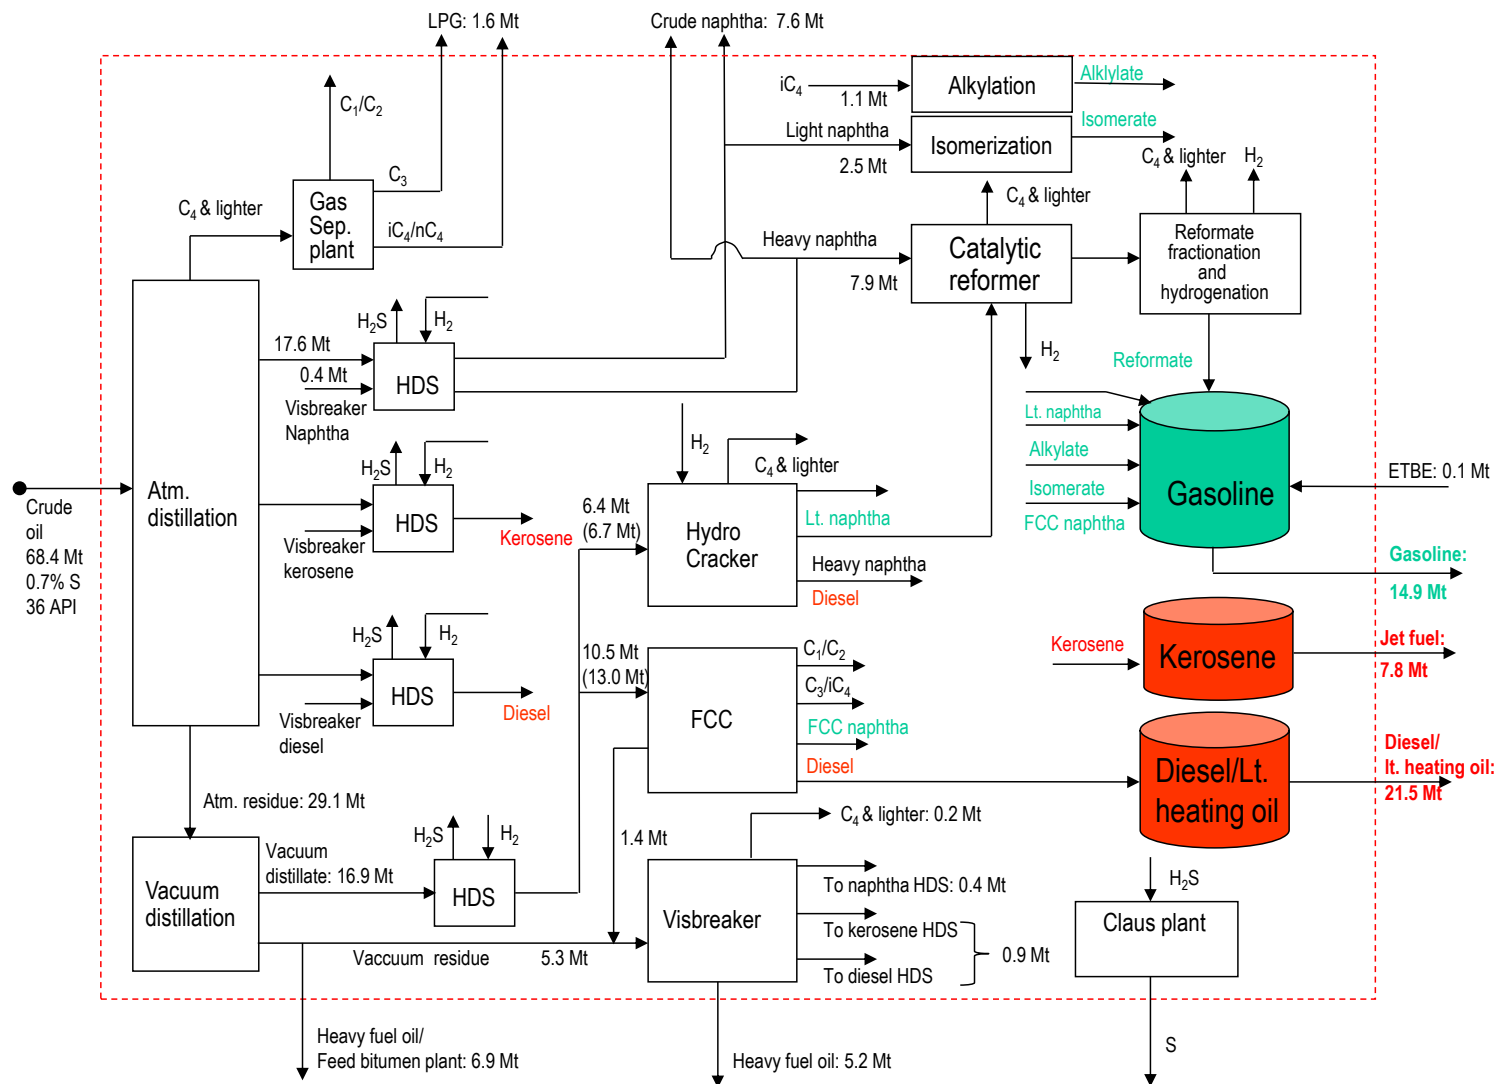 LPG: 1.6 Mt
Crude naphtha: 7.6 Mt
C1/C2
iC4
1.1 Mt
Alkylation
Alklylate
Light naphtha
2.5 Mt
Isomerization
Isomerate
C4 & lighter
H2
C4 & lighter
Gas
Sep.
plant
C3
iC4/nC4
C4 & lighter
Heavy naphtha
7.9 Mt
Catalytic
reformer
H2
Reformate
fractionation
and
hydrogenation
Reformate
H2S
H2
17.6 Mt
0.4 Mt
HDS
Visbreaker
Naphtha
H2S
H2
HDS
Visbreaker
kerosene
Kerosene
Crude
oil
68.4 Mt
0.7% S
36 API
Atm.
distillation
H2
C4 & lighter
6.4 Mt
(6.7 Mt)
Hydro
Cracker
Lt. naphtha
Heavy naphtha
Diesel
Lt. naphtha
Alkylate
Isomerate
FCC naphtha
Gasoline
ETBE: 0.1 Mt
Gasoline:
14.9 Mt
H2S
H2
HDS
Visbreaker
diesel
Diesel
10.5 Mt
(13.0 Mt)
FCC
C1/C2
C3/iC4
FCC naphtha
Diesel
Kerosene
Kerosene
Jet fuel:
7.8 Mt
Diesel/Lt.
heating oil
Diesel/
lt. heating oil:
21.5 Mt
Atm. residue: 29.1 Mt
Vacuum
distillation
Vacuum
distillate: 16.9 Mt
H2S
H2
HDS
1.4 Mt
Vaccuum residue
5.3 Mt
C4 & lighter: 0.2 Mt
Visbreaker
To naphtha HDS: 0.4 Mt
To kerosene HDS
To diesel HDS
0.9 Mt
H2S
Claus plant
S
Heavy fuel oil/
Feed bitumen plant: 6.9 Mt
Heavy fuel oil: 5.2 Mt